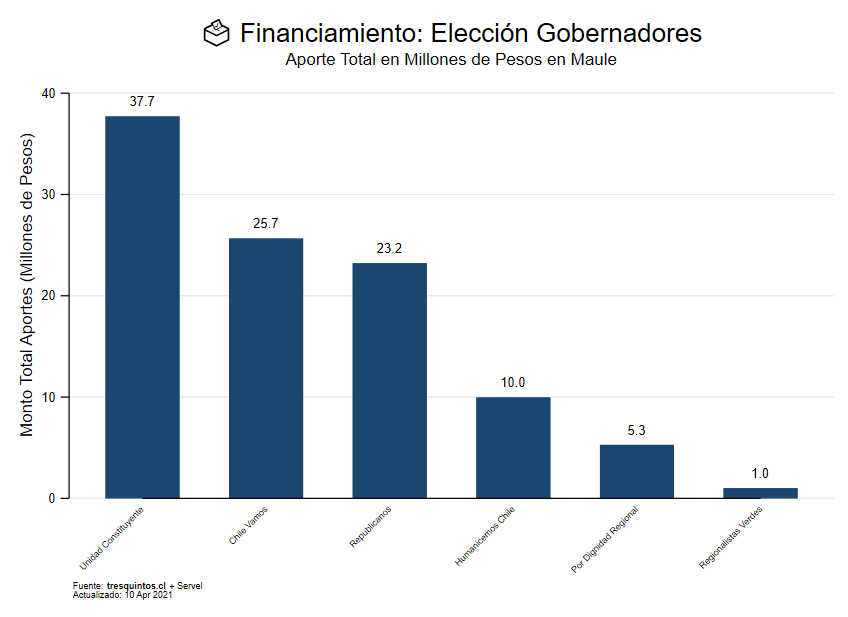 Financiamiento: Elección Gobernadores
Aporte Total en Millones de Pesos en Maule
Monto Total Aportes (Millones de Pesos)
40
30
20
10
0
37.7
25.7
23.2
10.0
5.3
1.0
Unidad Constituyente
Chile Vamos
Republicanos
Humanicemos Chile
Por Dignidad Regional
Regionalistas Verdes
Fuente: tresquintos.cl + Servel
Actualizado: 10 Apr 2021